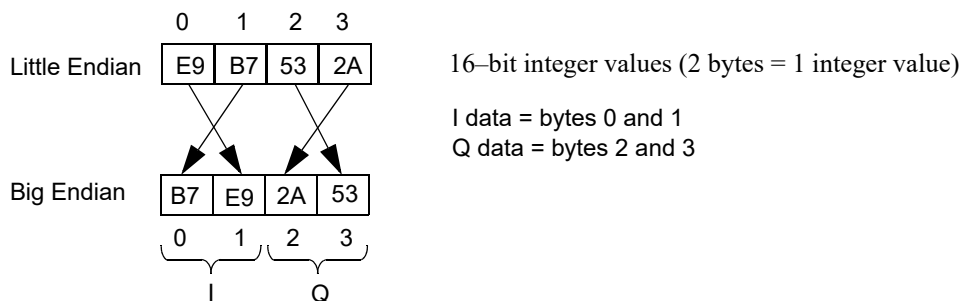 0 1 2 3
Little Endian E9 B7 53 2A
16–bit integer values (2 bytes = 1 integer value)
I data = bytes 0 and 1
Q data = bytes 2 and 3
Big Endian B7 E9 2A 53
0 1 2 3
I Q